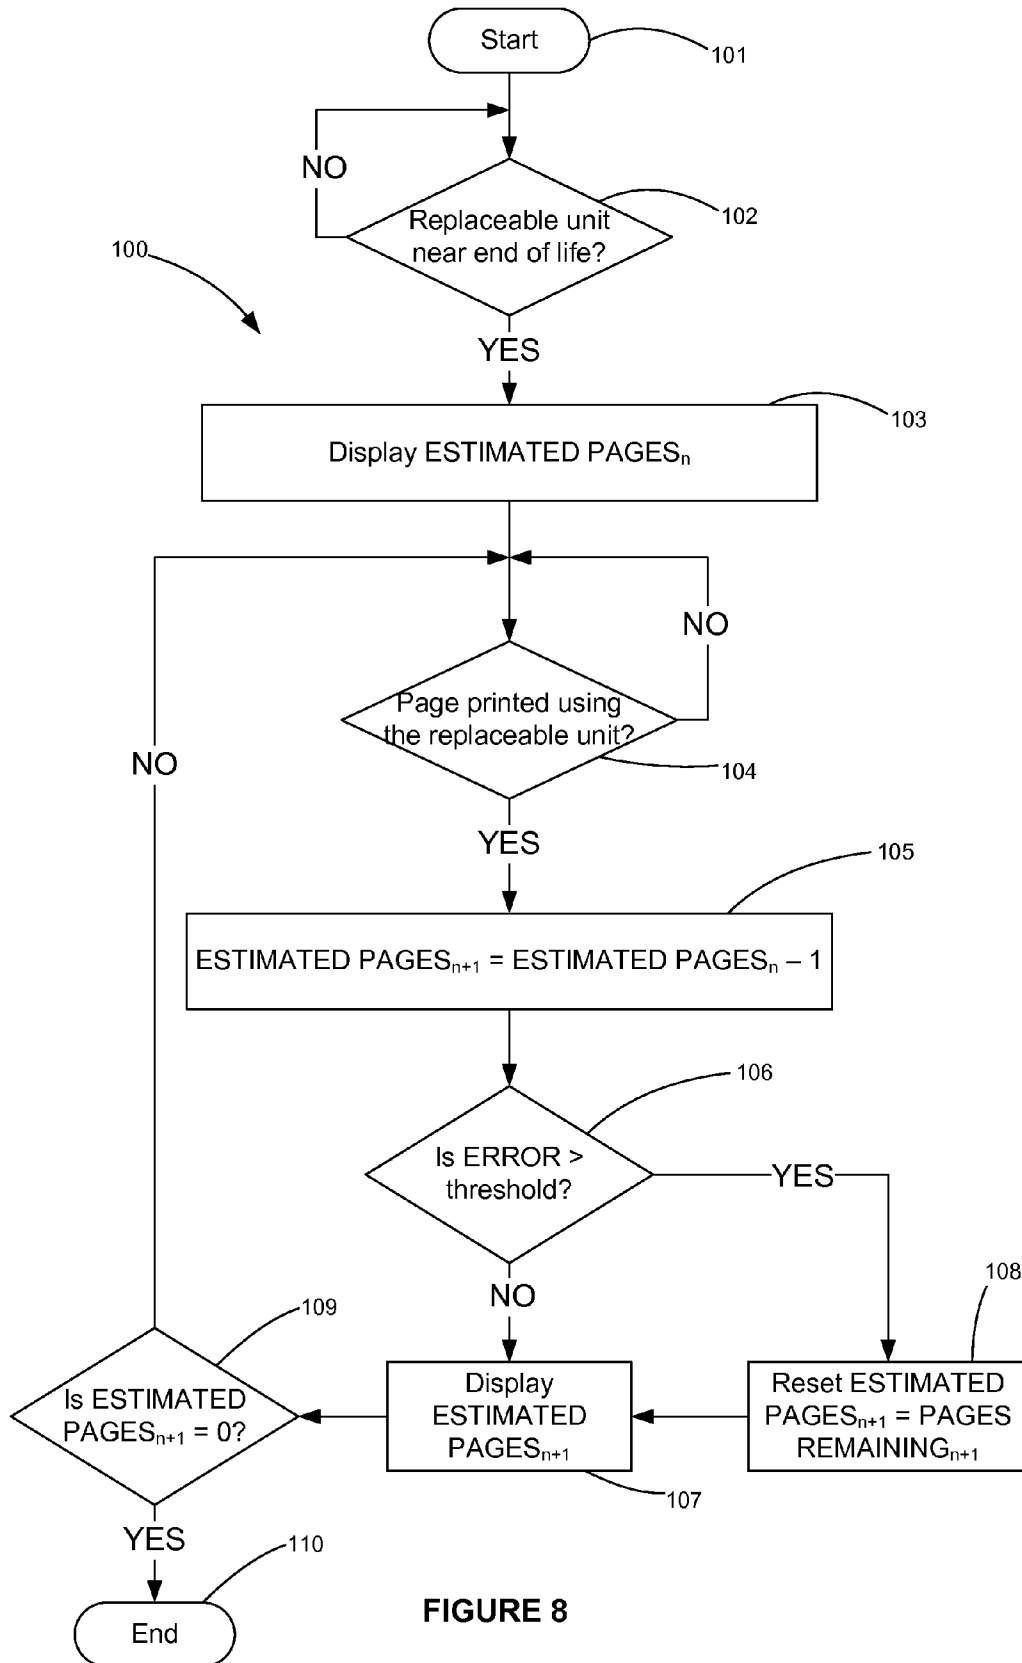 Start
101
NO
Replaceable unit
near end of life?
102
100
YES
103
Display ESTIMATED PAGESₙ
NO
Page printed using
the replaceable unit?
104
NO
YES
105
ESTIMATED PAGESₙ₊₁ = ESTIMATED PAGESₙ – 1
106
Is ERROR >
threshold?
YES
NO
108
109
Is ESTIMATED
PAGESₙ₊₁ = 0?
Display
ESTIMATED
PAGESₙ₊₁
107
Reset ESTIMATED
PAGESₙ₊₁ = PAGES
REMAININGₙ₊₁
YES
110
End
FIGURE 8